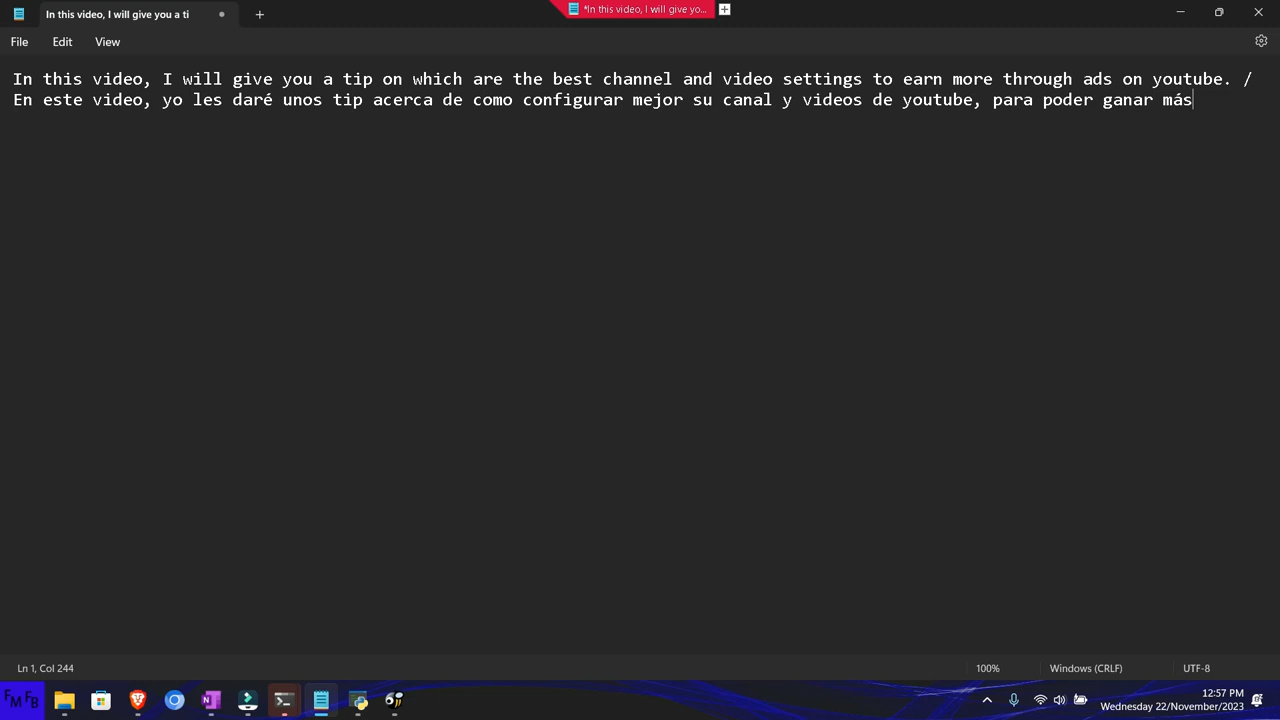 In this video, I will give you a ti
*In this video, I will give yo...
File Edit View
In this video, I will give you a tip on which are the best channel and video settings to earn more through ads on youtube. /
En este video, yo les daré unos tip acerca de como configurar mejor su canal y videos de youtube, para poder ganar más
Ln 1, Col 244
100%
Windows (CRLF)
UTF-8
FM FB
12:57 PM
Wednesday 22/November/2023